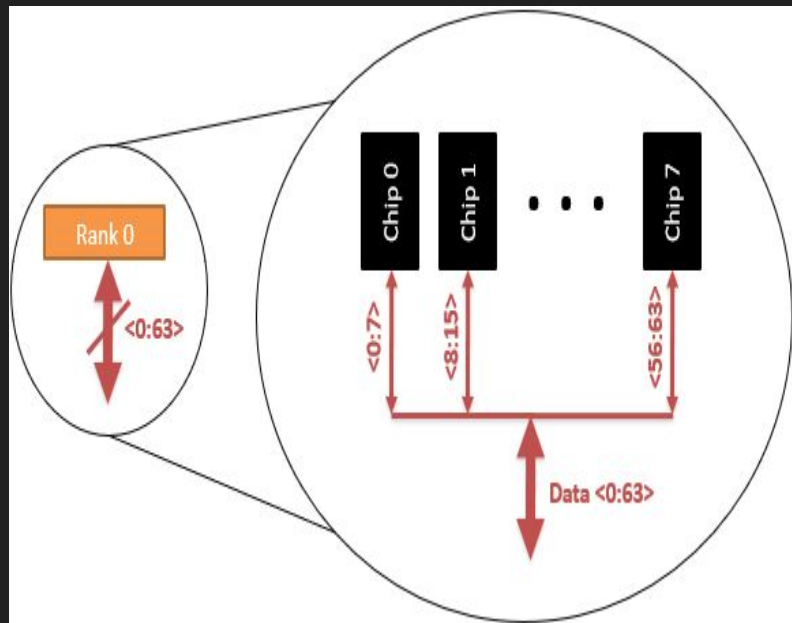 Rank 0
<0:63>
Chip 0
Chip 1
Chip 7
<0:7>
<8:15>
<56:63>
Data <0:63>